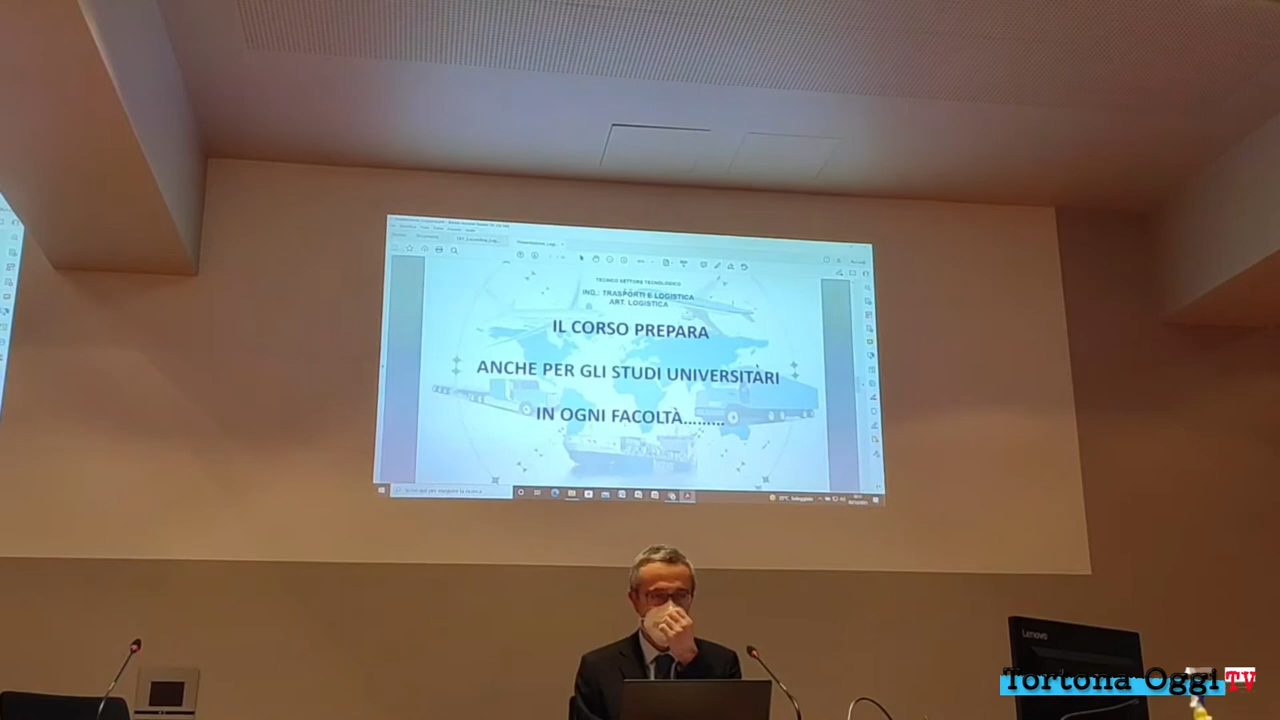 TECNICO SETTORE TECNOLOGICO
IND.: TRASPORTI E LOGISTICA
ART. LOGISTICA
IL CORSO PREPARA
ANCHE PER GLI STUDI UNIVERSITARI
IN OGNI FACOLTÀ………
Lenovo
Tortona Oggi TV